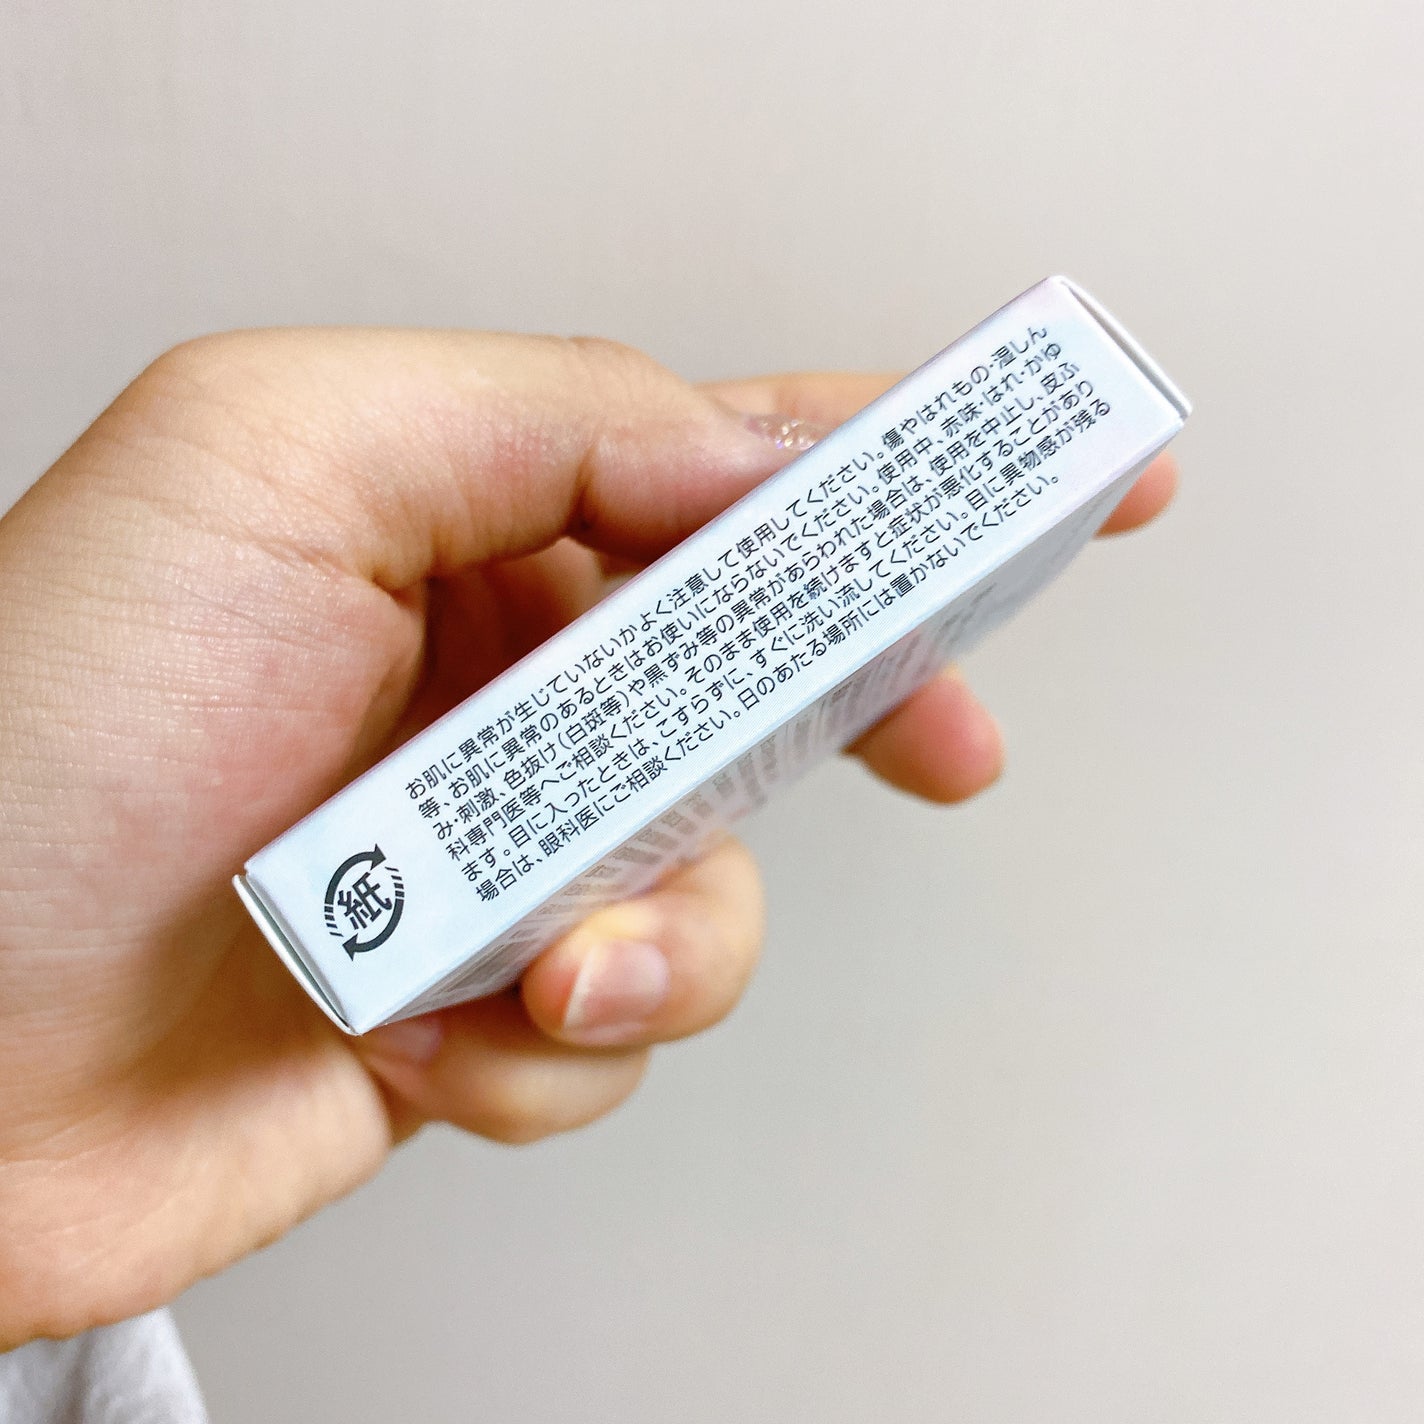 お肌に異常が生じていないかよく注意して使用してください。傷やはれもの・湿しん
等、お肌に異常のあるときはお使いにならないでください。使用中、赤味・はれ・かゆ
み・刺激、色抜け(白斑等)や黒ずみ等の異常があらわれた場合は、使用を中止し、皮ふ
科専門医等へご相談ください。そのまま使用を続けますと症状が悪化することがあり
ます。目に入ったときは、こすらずに、すぐに洗い流してください。目に異物感が残る
場合は、眼科医にご相談ください。日のあたる場所には置かないでください。
紙